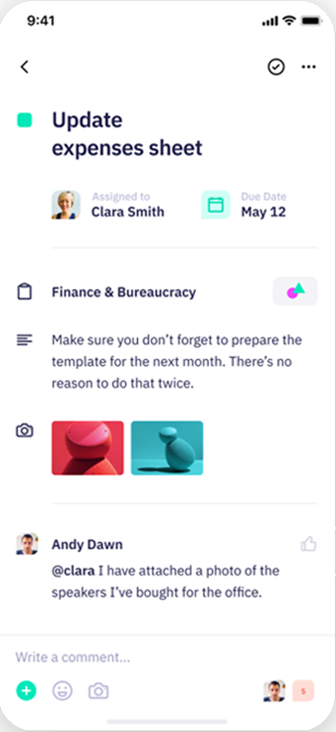 9:41
Update
expenses sheet
Assigned to
Clara Smith
Due Date
May 12
Finance & Bureaucracy
Make sure you don’t forget to prepare the
template for the next month. There’s no
reason to do that twice.
Andy Dawn
@clara I have attached a photo of the
speakers I’ve bought for the office.
Write a comment...
S